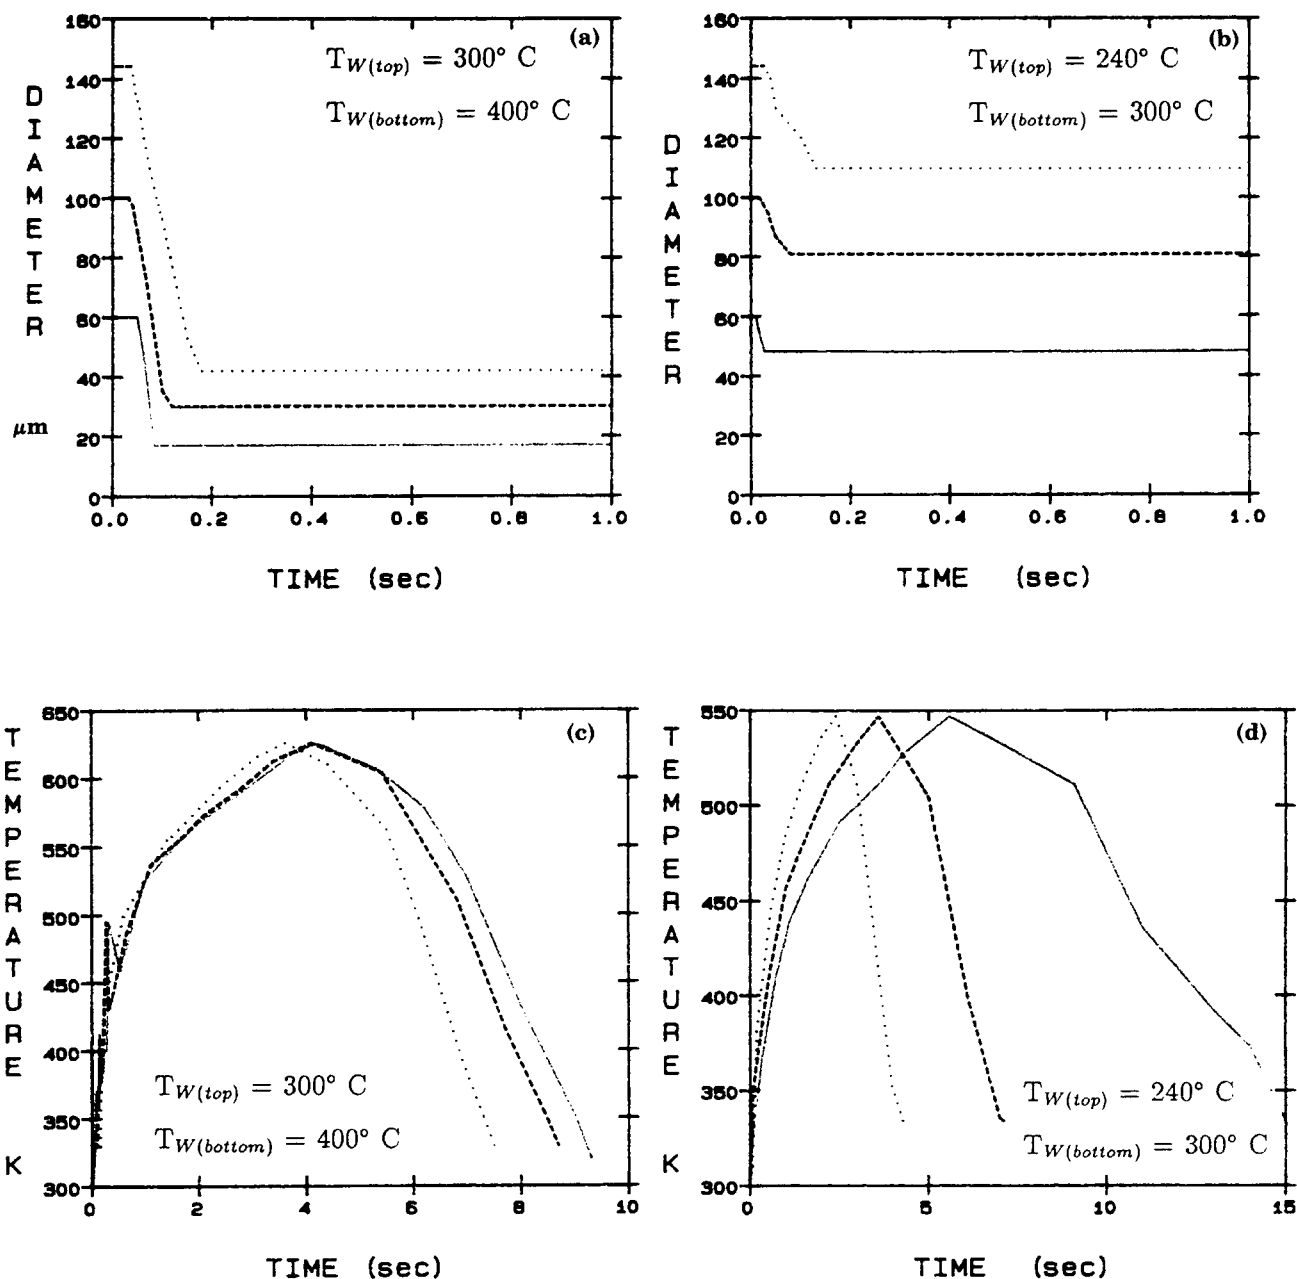 (a)
T_W(top) = 300° C
T_W(bottom) = 400° C
DIAMETER
μm
160
140
120
100
80
60
40
20
0
0.0 0.2 0.4 0.6 0.8 1.0
TIME (sec)
(b)
T_W(top) = 240° C
T_W(bottom) = 300° C
DIAMETER
160
140
120
100
80
60
40
20
0
0.0 0.2 0.4 0.6 0.8 1.0
TIME (sec)
(c)
TEMPERATURE
K
650
600
550
500
450
400
350
300
T_W(top) = 300° C
T_W(bottom) = 400° C
0 2 4 6 8 10
TIME (sec)
(d)
TEMPERATURE
K
550
500
450
400
350
300
T_W(top) = 240° C
T_W(bottom) = 300° C
0 5 10 15
TIME (sec)